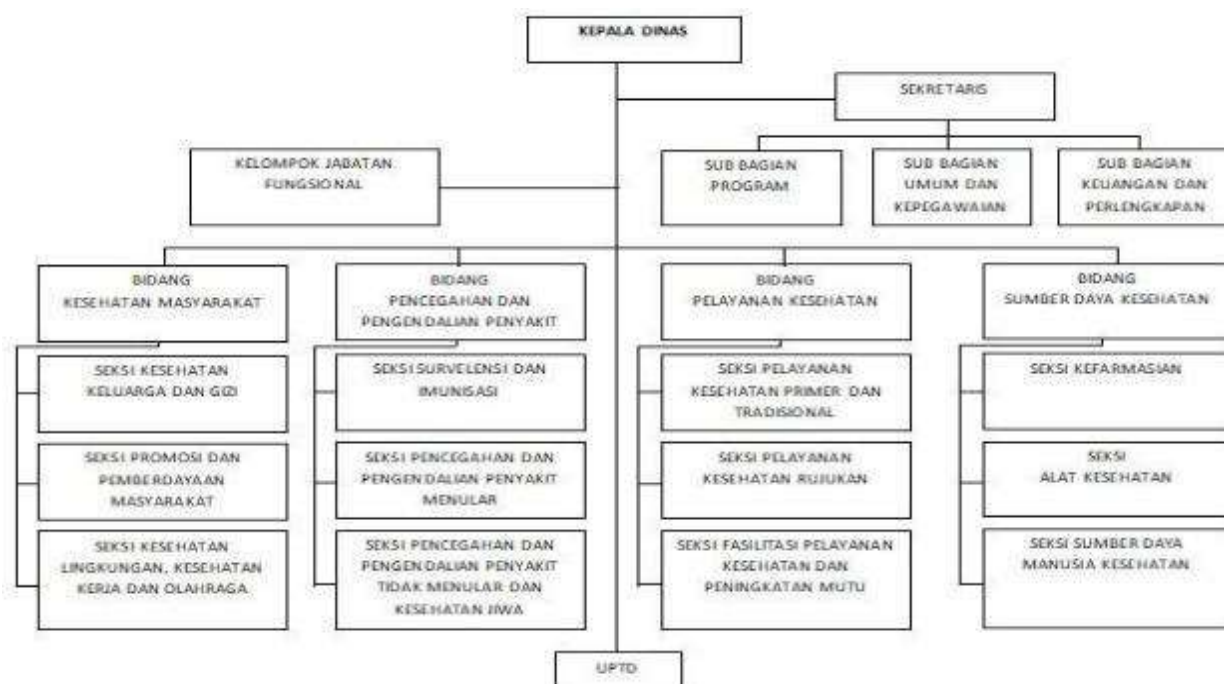 KEPALA DINAS
SEKRETARIS
KELOMPOK JABATAN
FUNGSIONAL
SUB BAGIAN
PROGRAM
SUB BAGIAN
UMUM DAN
KEPEGAWAIAN
SUB BAGIAN
KEUANGAN DAN
PERLENGKAPAN
BIDANG
KESEHATAN MASYARAKAT
BIDANG
PENCEGAHAN DAN
PENGENDALIAN PENYAKIT
BIDANG
PELAYANAN KESEHATAN
BIDANG
SUMBER DAYA KESEHATAN
SEKSI KESEHATAN
KELUARGA DAN GIZI
SEKSI SURVELENSI DAN
IMUNISASI
SEKSI PELAYANAN
KESEHATAN PRIMER DAN
TRADISIONAL
SEKSI KEFARMASIAN
SEKSI PROMOSI DAN
PEMBERDAYAAN
MASYARAKAT
SEKSI PENCEGAHAN DAN
PENGENDALIAN PENYAKIT
MENULAR
SEKSI PELAYANAN
KESEHATAN RUJUKAN
SEKSI
ALAT KESEHATAN
SEKSI KESEHATAN
LINGKUNGAN, KESEHATAN
KERJA DAN OLAHRAGA
SEKSI PENCEGAHAN DAN
PENGENDALIAN PENYAKIT
TIDAK MENULAR DAN
KESEHATAN JIWA
SEKSI FASILITASI PELAYANAN
KESEHATAN DAN
PENINGKATAN MUTU
SEKSI SUMBER DAYA
MANUSIA KESEHATAN
UPTD